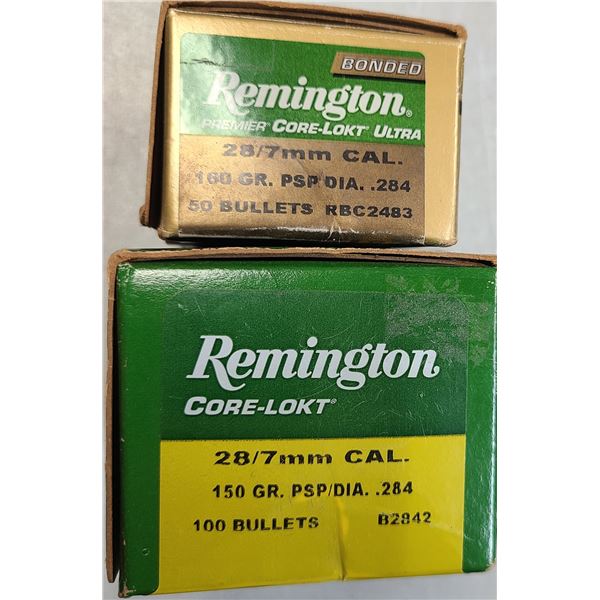 BONDED
Remington®
PREMIER® CORE-LOKT® ULTRA
28/7mm CAL.
160 GR. PSP/DIA. .284
50 BULLETS RBC2483
Remington
CORE-LOKT®
28/7mm CAL.
150 GR. PSP/DIA. .284
100 BULLETS B2842